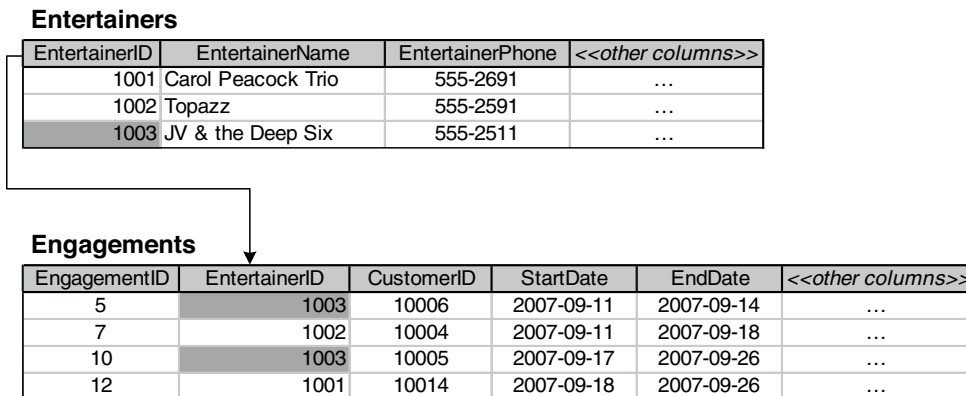 Entertainers
EntertainerID EntertainerName EntertainerPhone <<other columns>>
1001 Carol Peacock Trio 555-2691 …
1002 Topazz 555-2591 …
1003 JV & the Deep Six 555-2511 …
Engagements
EngagementID EntertainerID CustomerID StartDate EndDate <<other columns>>
5 1003 10006 2007-09-11 2007-09-14 …
7 1002 10004 2007-09-11 2007-09-18 …
10 1003 10005 2007-09-17 2007-09-26 …
12 1001 10014 2007-09-18 2007-09-26 …